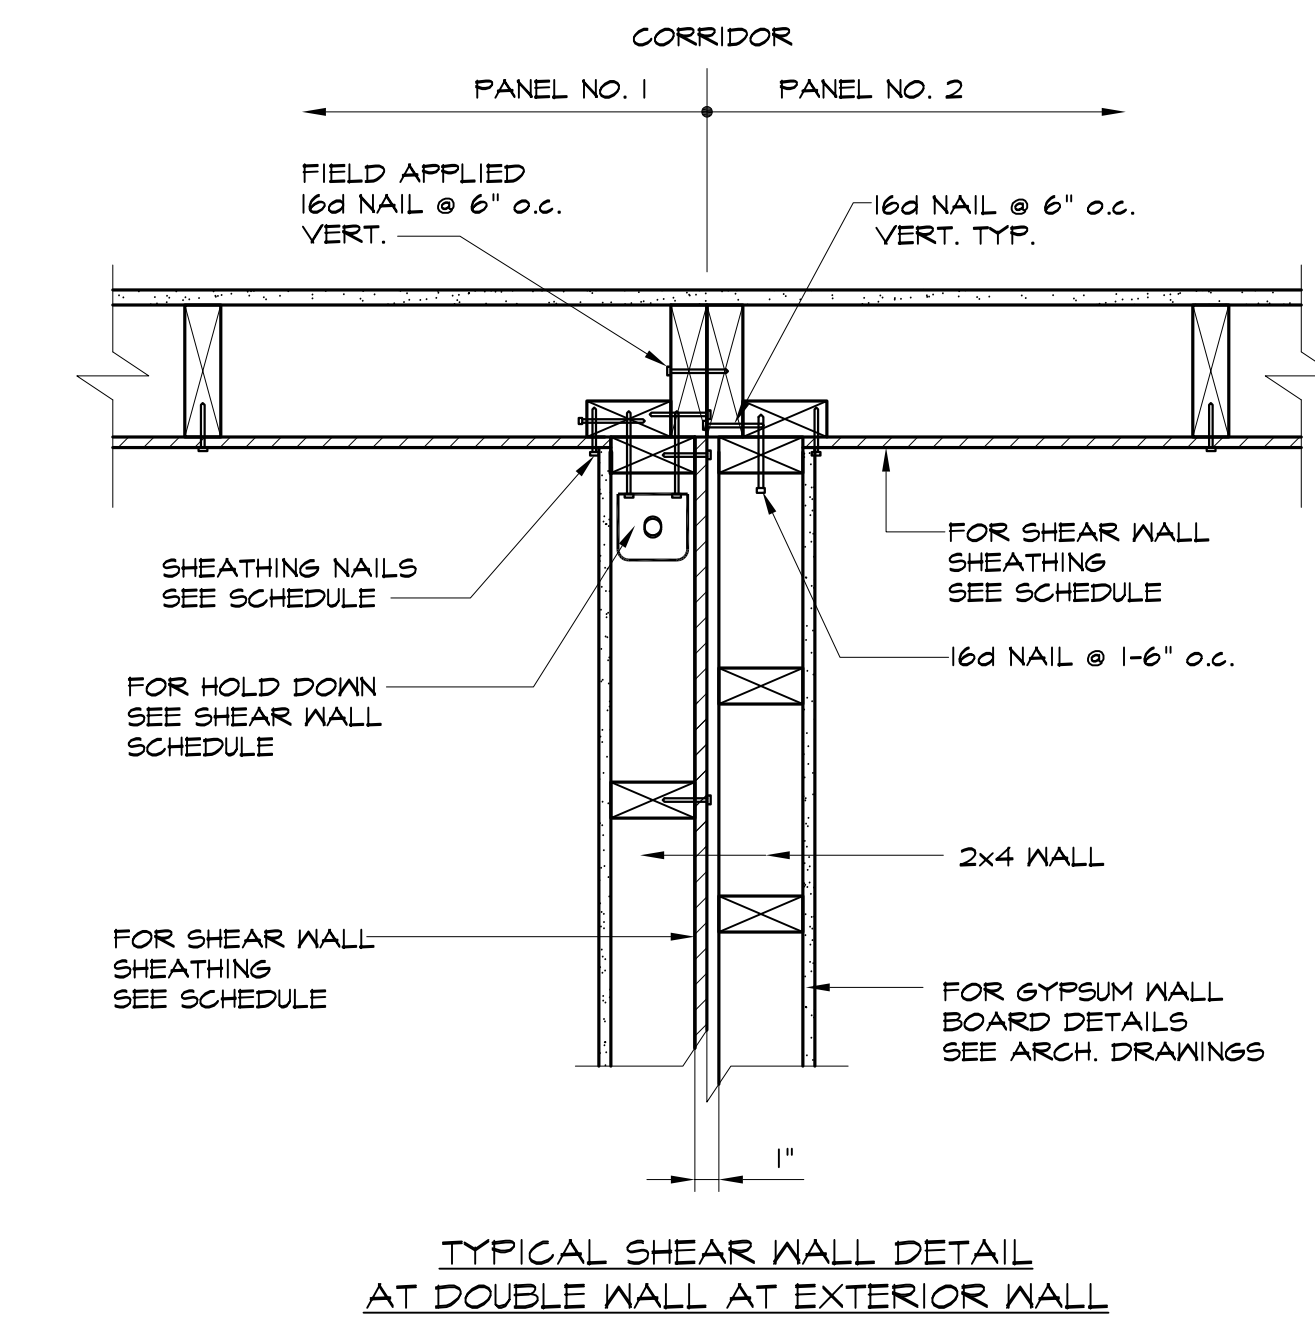 CORRIDOR
PANEL NO. 1
PANEL NO. 2
FIELD APPLIED
16d NAIL @ 6" o.c.
VERT.
16d NAIL @ 6" o.c.
VERT. TYP.
SHEATHING NAILS
SEE SCHEDULE
FOR SHEAR WALL
SHEATHING
SEE SCHEDULE
16d NAIL @ 1-6" o.c.
FOR HOLD DOWN
SEE SHEAR WALL
SCHEDULE
2x4 WALL
FOR SHEAR WALL
SHEATHING
SEE SCHEDULE
FOR GYPSUM WALL
BOARD DETAILS
SEE ARCH. DRAWINGS
1"
TYPICAL SHEAR WALL DETAIL
AT DOUBLE WALL AT EXTERIOR WALL